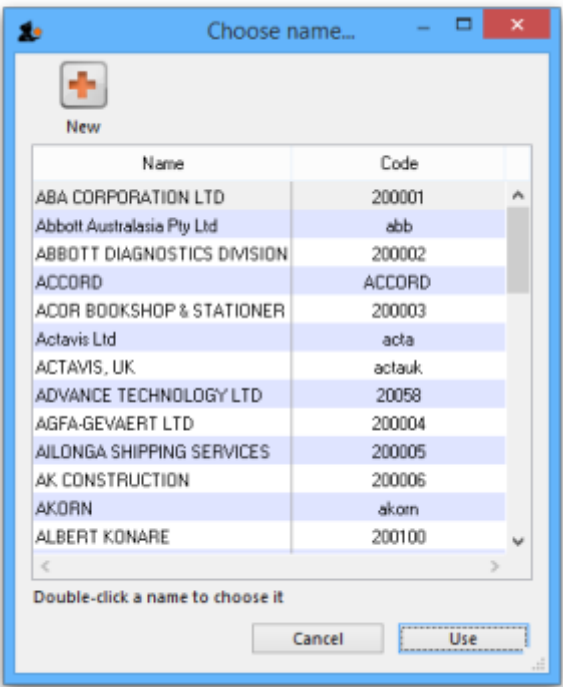 Choose name...
New
Name Code
ABA CORPORATION LTD 200001
Abbott Australasia Pty Ltd abb
ABBOTT DIAGNOSTICS DIVISION 200002
ACCORD ACCORD
ACOR BOOKSHOP & STATIONER 200003
Actavis Ltd acta
ACTAVIS, UK actauk
ADVANCE TECHNOLOGY LTD 20058
AGFA-GEVAERT LTD 200004
AILONGA SHIPPING SERVICES 200005
AK CONSTRUCTION 200006
AKORN akorn
ALBERT KONARE 200100
Double-click a name to choose it
Cancel Use